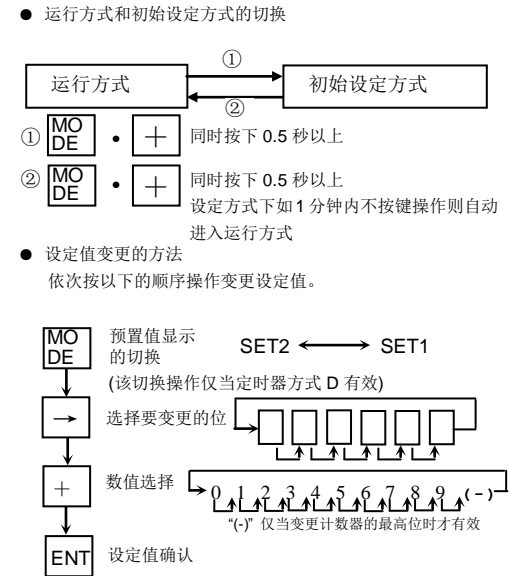 ● 运行方式和初始设定方式的切换
①
运行方式 初始设定方式
②
① MO DE • + 同时按下 0.5 秒以上
② MO DE • + 同时按下 0.5 秒以上
设定方式下如 1 分钟内不按键操作则自动
进入运行方式
● 设定值变更的方法
依次按以下的顺序操作变更设定值。
MO DE 预置值显示
的切换 SET2 ←→ SET1
(该切换操作仅当定时器方式 D 有效)
→ 选择要变更的位
+ 数值选择 0 1 2 3 4 5 6 7 8 9 (-)
"(-)" 仅当变更计数器的最高位时才有效
ENT 设定值确认